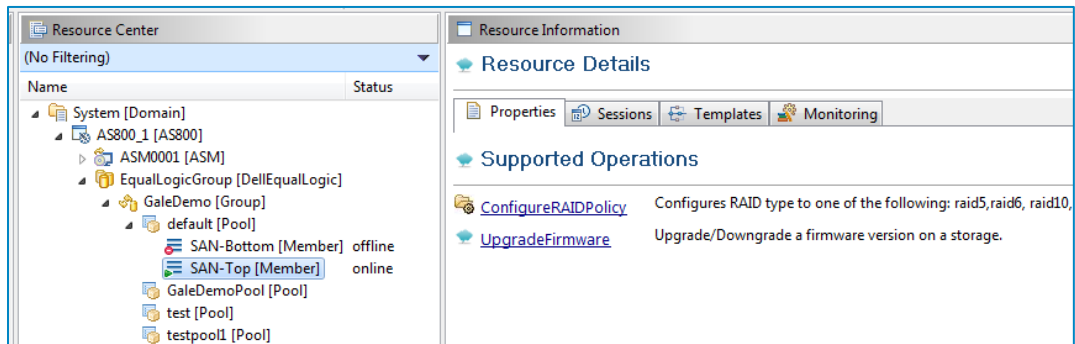 Resource Center
(No Filtering)
Name Status
System [Domain]
AS800_1 [AS800]
ASM0001 [ASM]
EqualLogicGroup [DellEqualLogic]
GaleDemo [Group]
default [Pool]
SAN-Bottom [Member] offline
SAN-Top [Member] online
GaleDemoPool [Pool]
test [Pool]
testpool1 [Pool]
Resource Information
Resource Details
Properties Sessions Templates Monitoring
Supported Operations
ConfigureRAIDPolicy Configures RAID type to one of the following: raid5,raid6, raid10,
UpgradeFirmware Upgrade/Downgrade a firmware version on a storage.